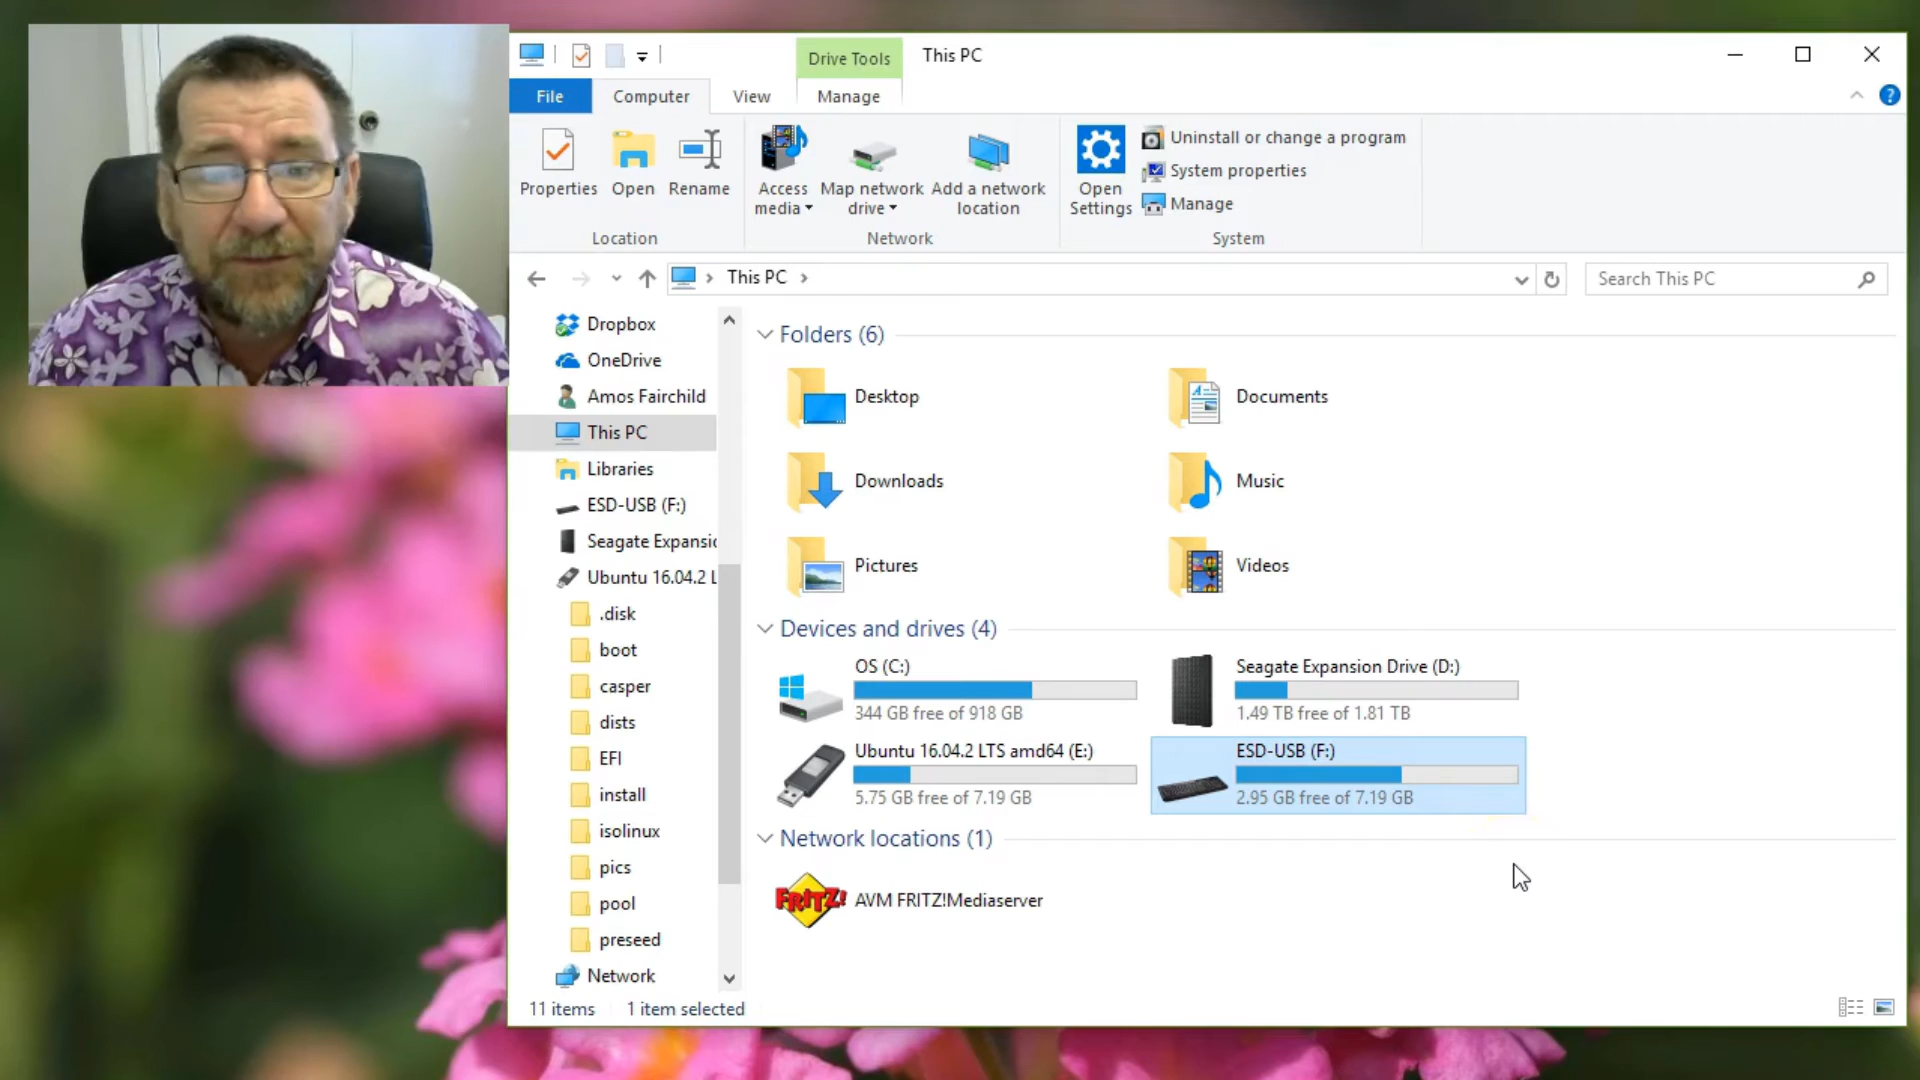 Drive Tools
This PC
File
Computer
View
Manage
Properties
Open
Rename
Access media
Map network drive
Add a network location
Open Settings
Uninstall or change a program
System properties
Manage
Location
Network
System
This PC
Search This PC
Dropbox
OneDrive
Amos Fairchild
This PC
Libraries
ESD-USB (F:)
Seagate Expansic
Ubuntu 16.04.2 L
.disk
boot
casper
dists
EFI
install
isolinux
pics
pool
preseed
Network
Folders (6)
Desktop
Documents
Downloads
Music
Pictures
Videos
Devices and drives (4)
OS (C:)
344 GB free of 918 GB
Seagate Expansion Drive (D:)
1.49 TB free of 1.81 TB
Ubuntu 16.04.2 LTS amd64 (E:)
5.75 GB free of 7.19 GB
ESD-USB (F:)
2.95 GB free of 7.19 GB
Network locations (1)
FRITZ!
AVM FRITZ!Mediaserver
11 items
1 item selected